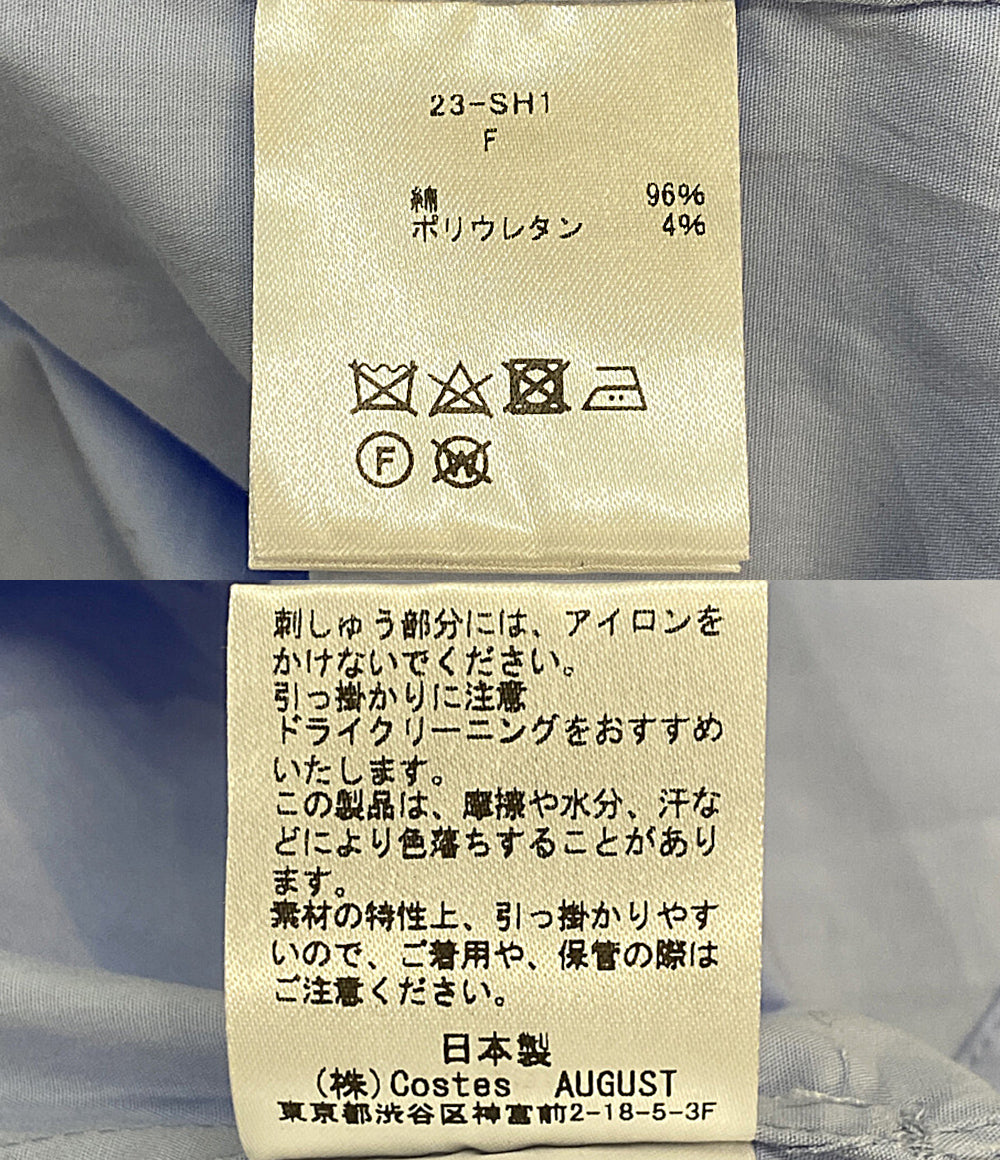 23-SH1
F
綿 96%
ポリウレタン 4%
F
W
刺しゅう部分には、アイロンを
かけないでください。
引っ掛かりに注意
ドライクリーニングをおすすめ
いたします。
この製品は、摩擦や水分、汗な
どにより色落ちすることがあり
ます。
素材の特性上、引っ掛かりやす
いので、ご着用や、保管の際は
ご注意ください。
日本製
(株)Costes AUGUST
東京都渋谷区神宮前2-18-5-3F